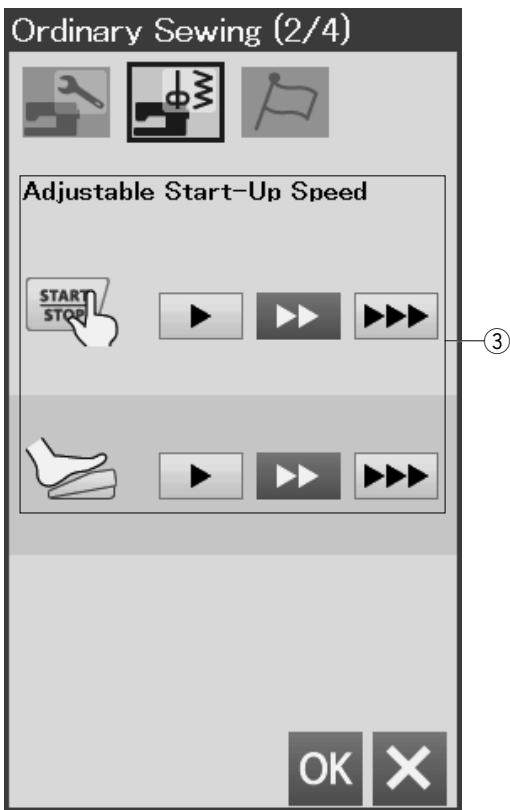 Ordinary Sewing (2/4)
Adjustable Start-Up Speed
START
STOP
③
OK